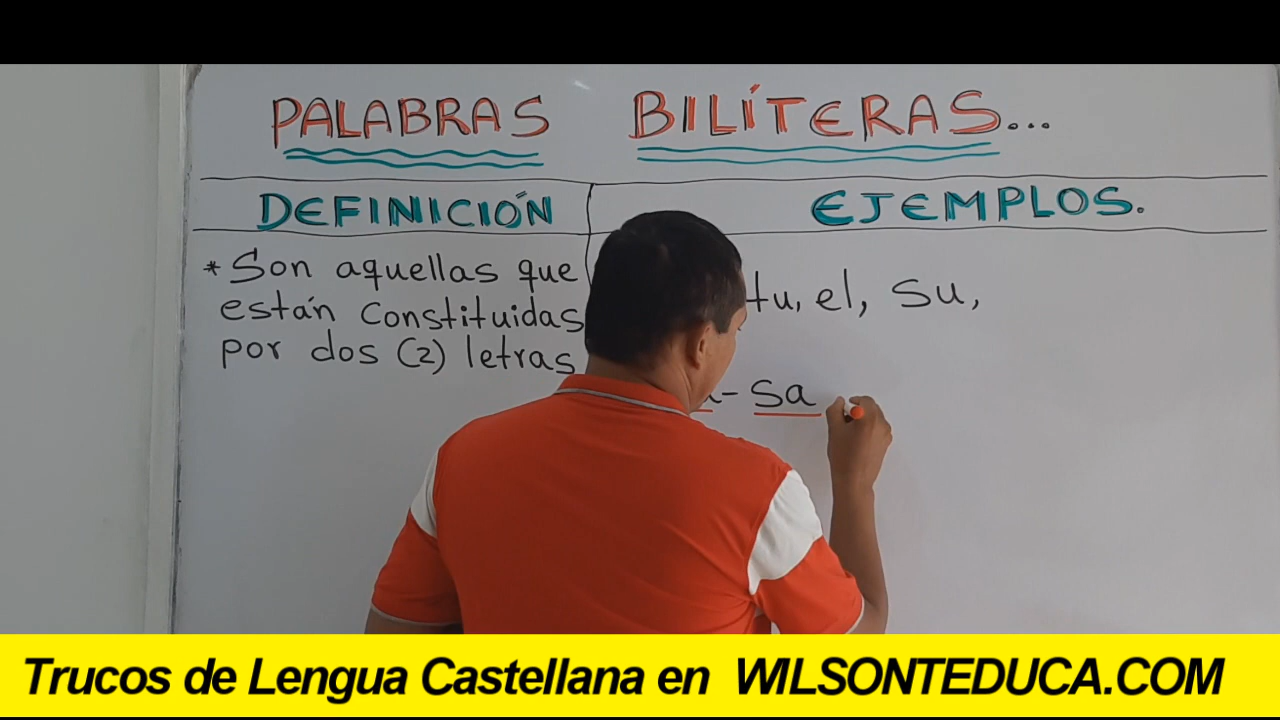 PALABRAS BILÍTERAS...
DEFINICIÓN
EJEMPLOS.
* Son aquellas que
están constituidas
por dos (2) letras
tu, el, su,
- sa
Trucos de Lengua Castellana en WILSONTEDUCA.COM